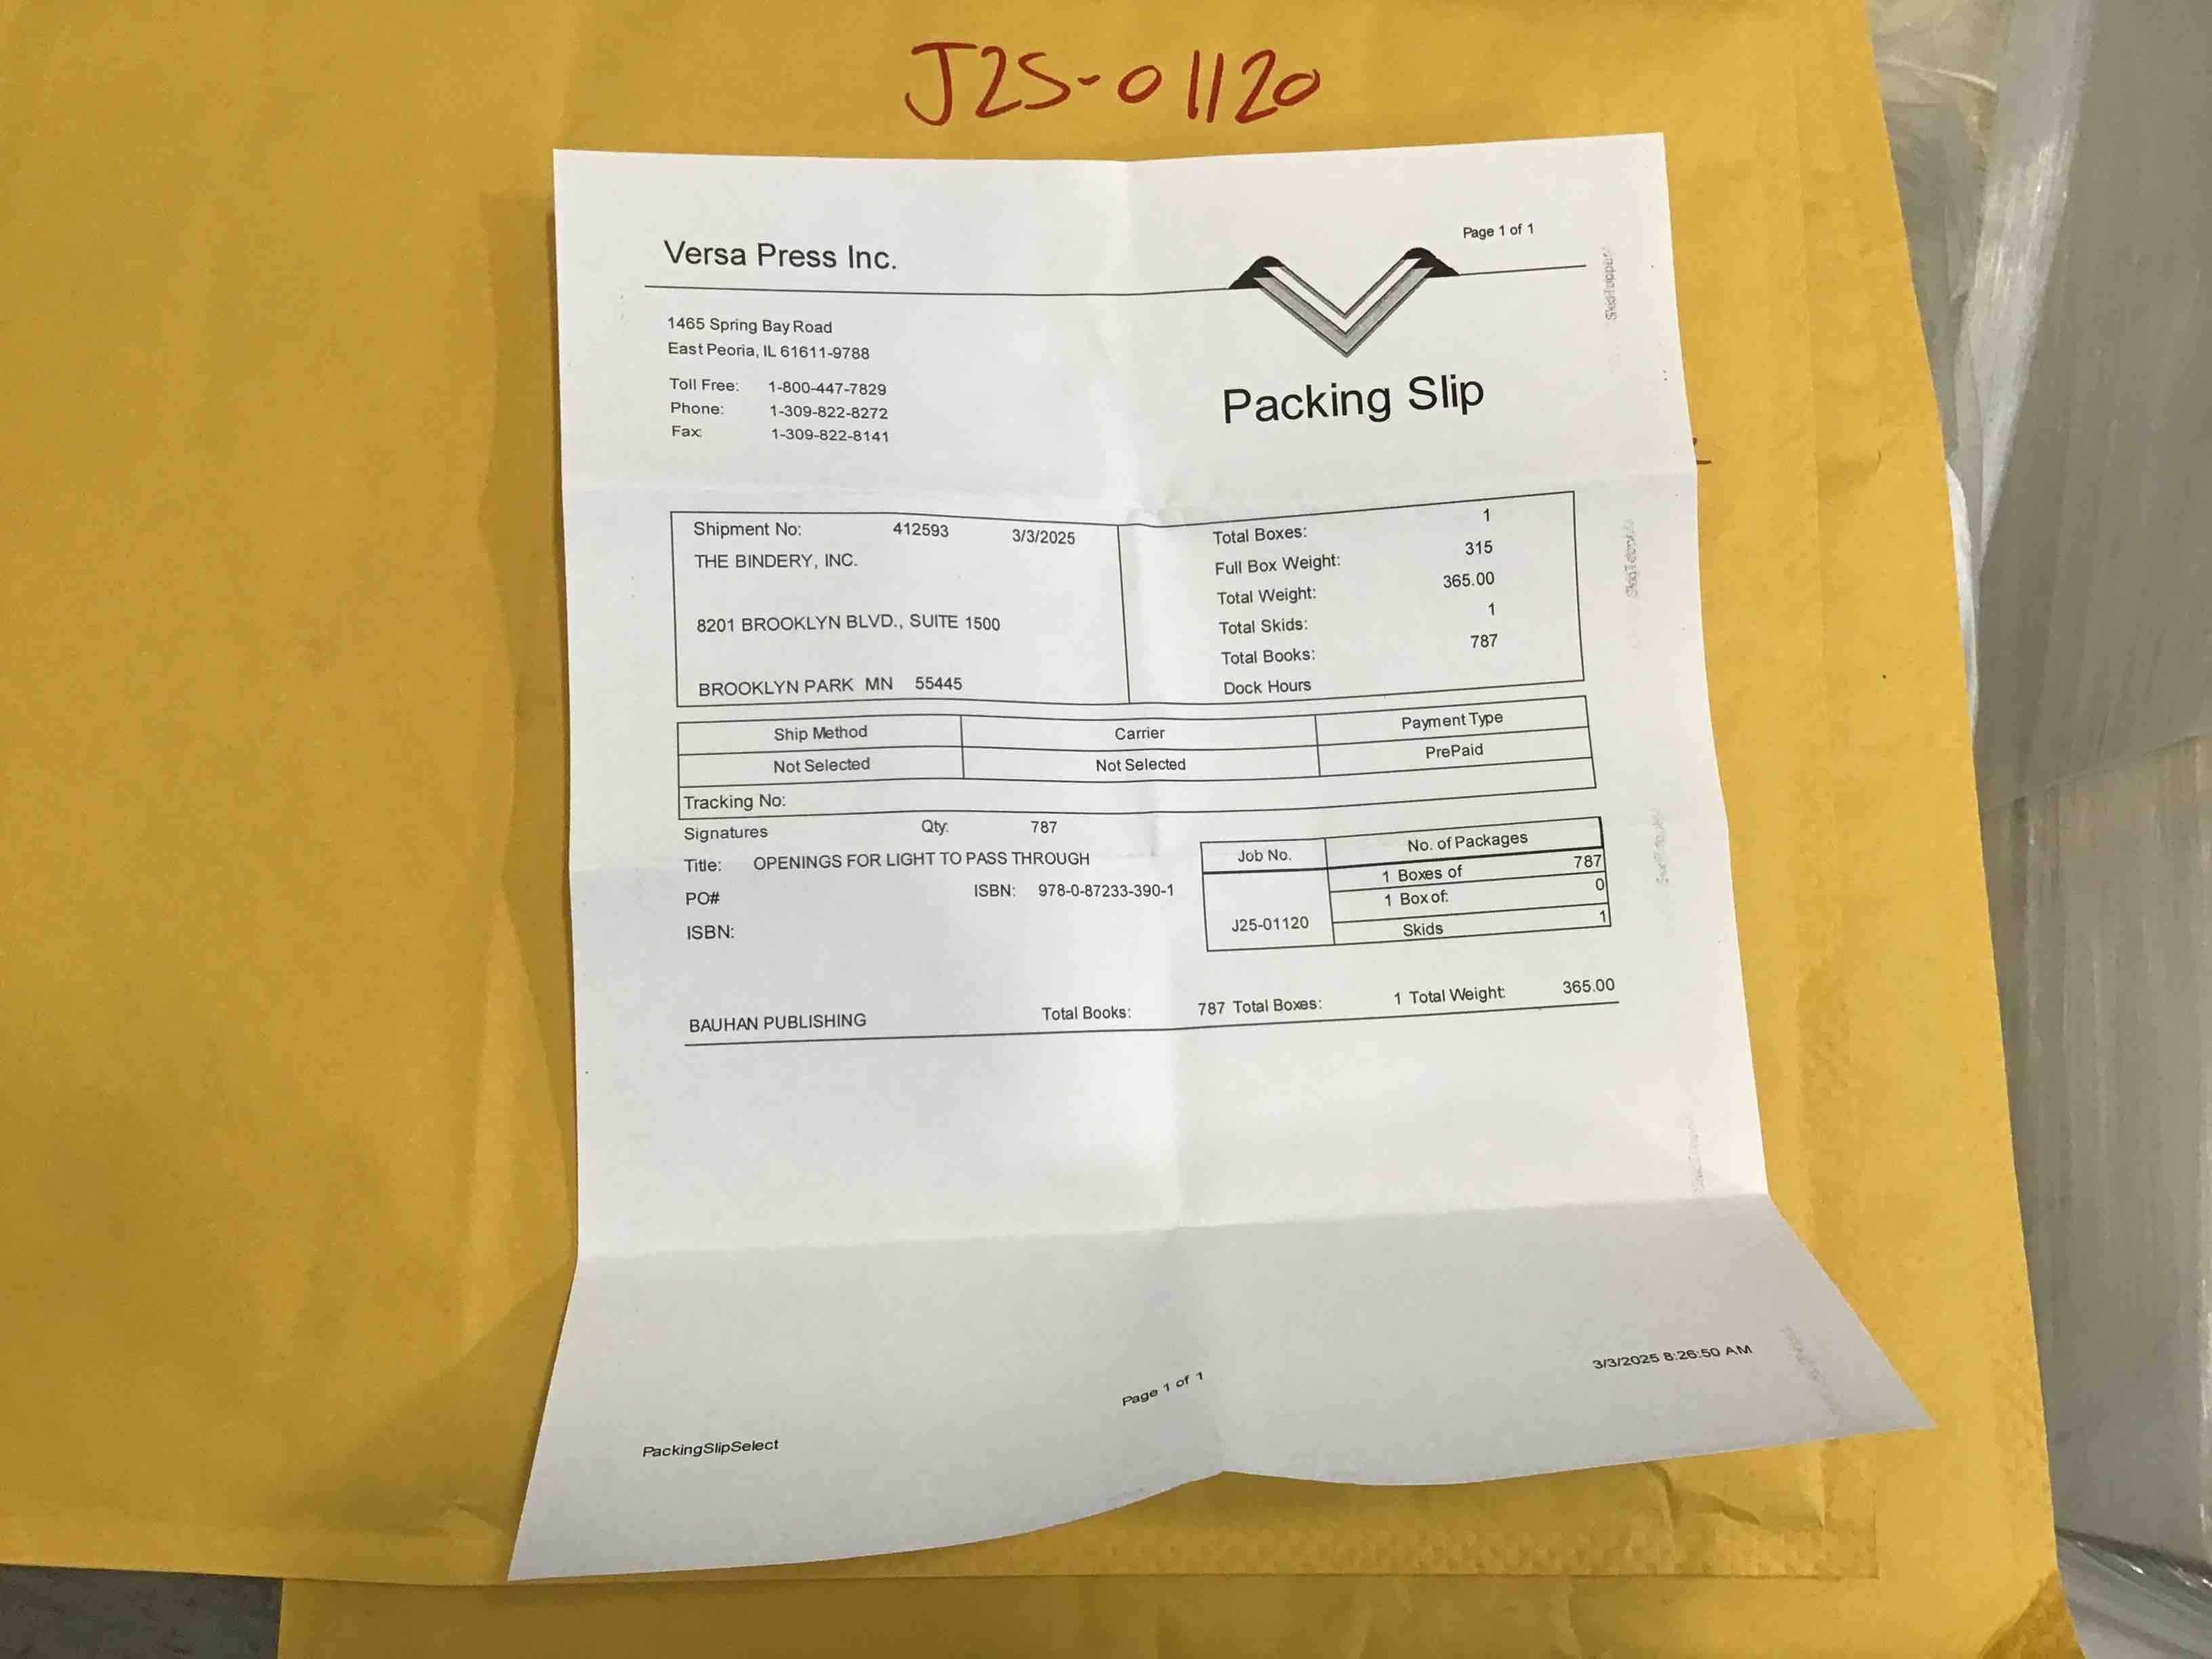 J25-01120
Page 1 of 1
Versa Press Inc.
1465 Spring Bay Road
East Peoria, IL 61611-9788
Toll Free: 1-800-447-7829
Phone: 1-309-822-8272
Fax: 1-309-822-8141
Packing Slip
Shipment No: 412593 3/3/2025
THE BINDERY, INC.
8201 BROOKLYN BLVD., SUITE 1500
BROOKLYN PARK MN 55445
Total Boxes: 1
Full Box Weight: 315
Total Weight: 365.00
Total Skids: 1
Total Books: 787
Dock Hours
Ship Method Carrier Payment Type
Not Selected Not Selected PrePaid
Tracking No:
Signatures Qty: 787
Title: OPENINGS FOR LIGHT TO PASS THROUGH
PO# ISBN: 978-0-87233-390-1
ISBN:
Job No. No. of Packages
1 Boxes of 787
1 Box of: 0
J25-01120 Skids 1
BAUHAN PUBLISHING Total Books: 787 Total Boxes: 1 Total Weight: 365.00
PackingSlipSelect Page 1 of 1 3/3/2025 8:26:50 AM